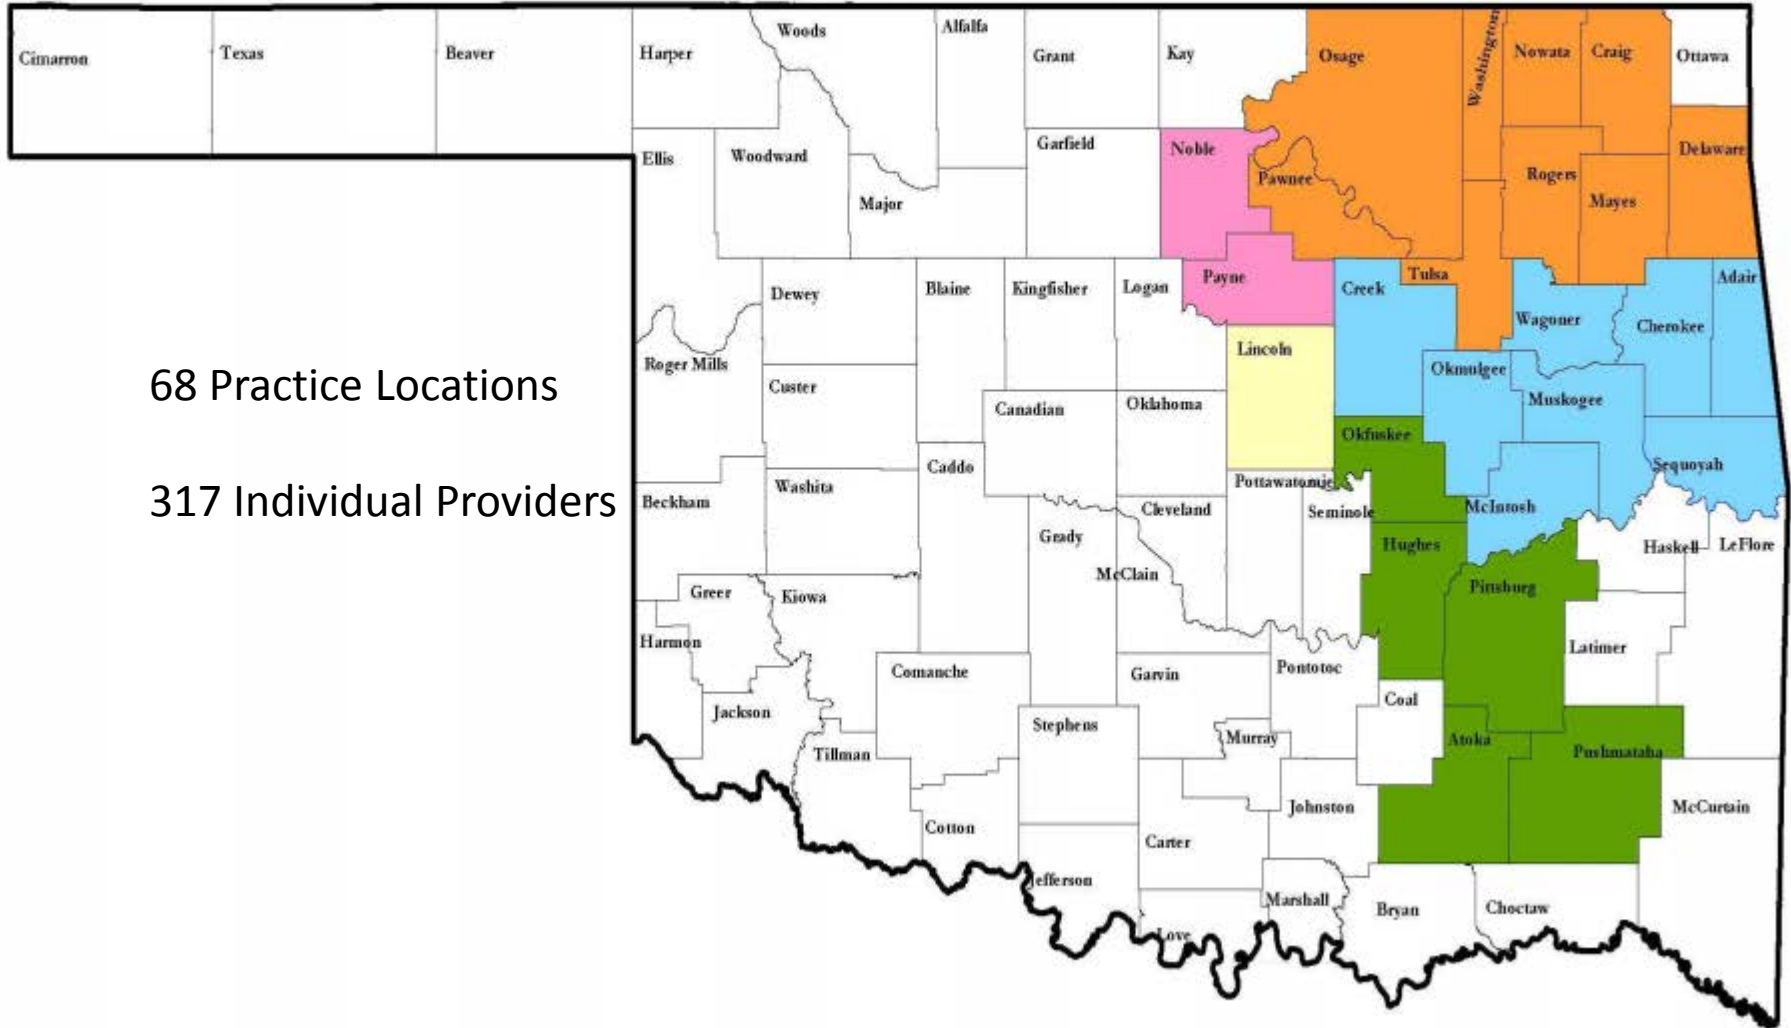 Cimarron
Texas
Beaver
Harper
Woods
Alfalfa
Grant
Kay
Osage
Washington
Nowata
Craig
Ottawa
Ellis
Woodward
Major
Garfield
Noble
Pawnee
Rogers
Mayes
Delaware
Roger Mills
Dewey
Blaine
Kingfisher
Logan
Payne
Creek
Tulsa
Wagoner
Cherokee
Adair
68 Practice Locations
Custer
Canadian
Oklahoma
Lincoln
Okmulgee
Muskogee
317 Individual Providers
Beckham
Washita
Caddo
Grady
Cleveland
McClain
Pottawatomie
Seminole
Okfuskee
Hughes
McIntosh
Sequoyah
Haskell
LeFlore
Greer
Kiowa
Harmon
Jackson
Tillman
Comanche
Stephens
Garvin
Murray
Pontotoc
Coal
Pittsburg
Latimer
Atoka
Pushmataha
McCurtain
Cotton
Jefferson
Carter
Johnston
Love
Marshall
Bryan
Choctaw